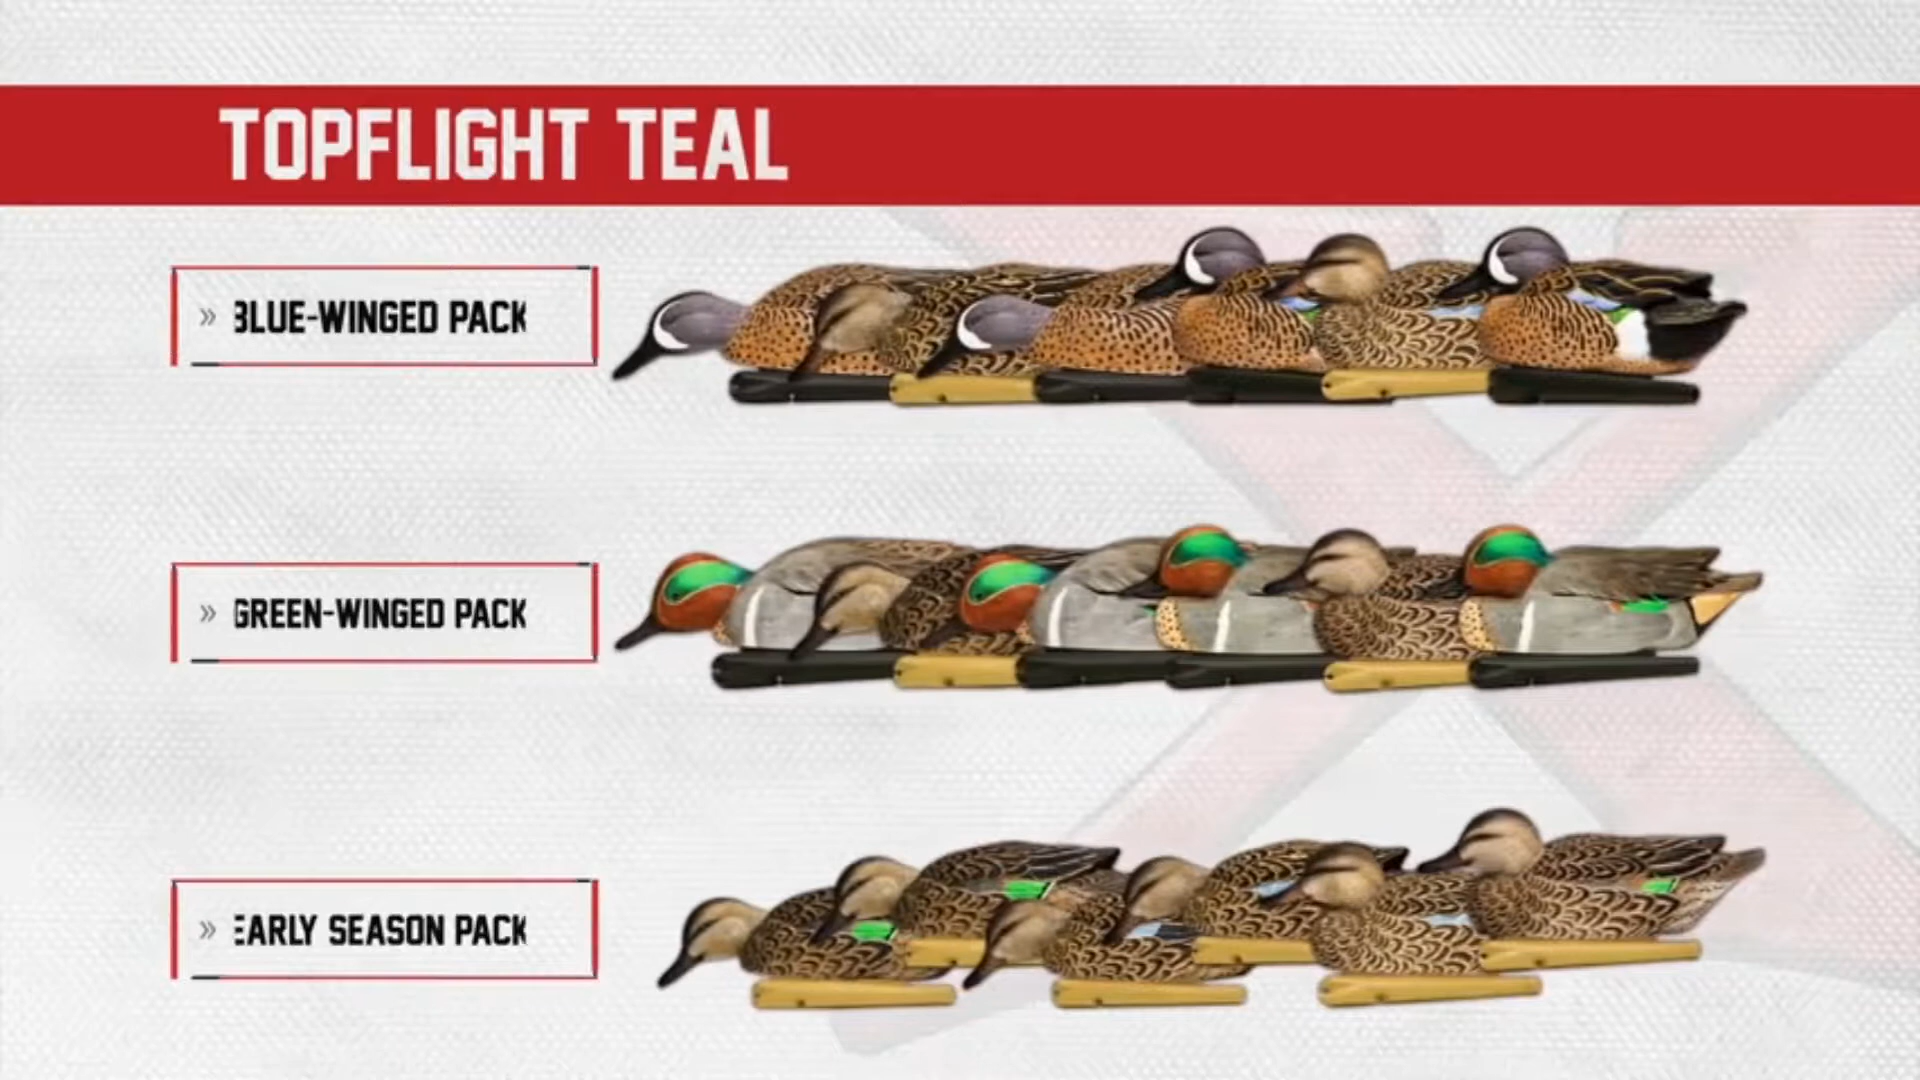 TOPFLIGHT TEAL
» BLUE-WINGED PACK
» GREEN-WINGED PACK
» EARLY SEASON PACK